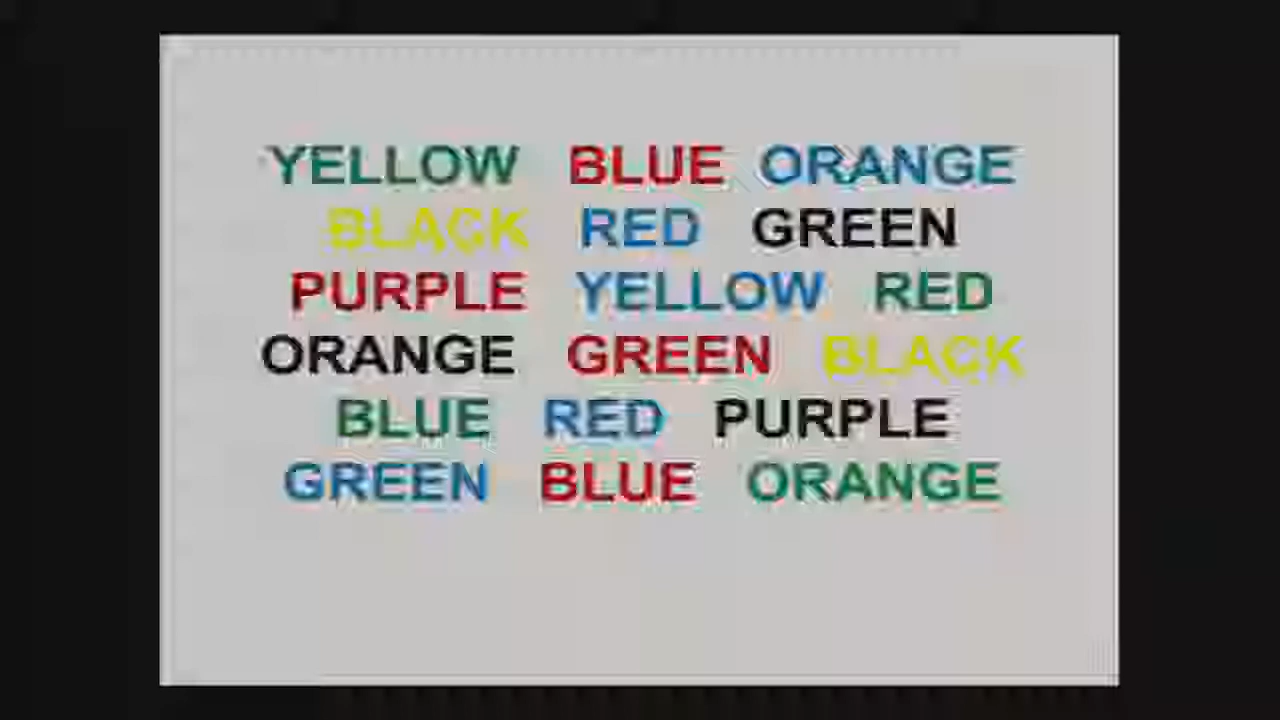 YELLOW BLUE ORANGE
BLACK RED GREEN
PURPLE YELLOW RED
ORANGE GREEN BLACK
BLUE RED PURPLE
GREEN BLUE ORANGE